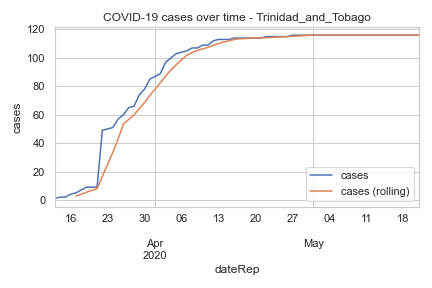 COVID-19 cases over time - Trinidad_and_Tobago
cases
120
100
80
60
40
20
0
16 23 30 06 13 20 27 04 11 18
Apr May
2020
dateRep
cases
cases (rolling)